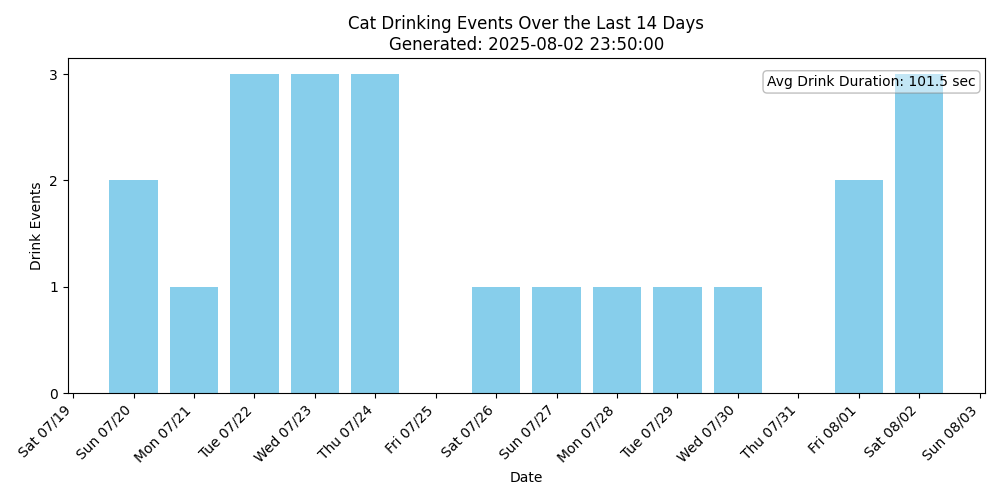 Cat Drinking Events Over the Last 14 Days
Generated: 2025-08-02 23:50:00
Avg Drink Duration: 101.5 sec
Drink Events
3
2
1
0
Sat 07/19
Sun 07/20
Mon 07/21
Tue 07/22
Wed 07/23
Thu 07/24
Fri 07/25
Sat 07/26
Sun 07/27
Mon 07/28
Tue 07/29
Wed 07/30
Thu 07/31
Fri 08/01
Sat 08/02
Sun 08/03
Date